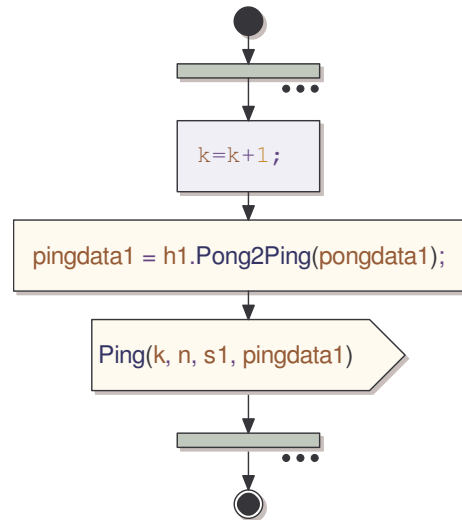 k=k+1;
pingdata1 = h1.Pong2Ping(pongdata1);
Ping(k, n, s1, pingdata1)